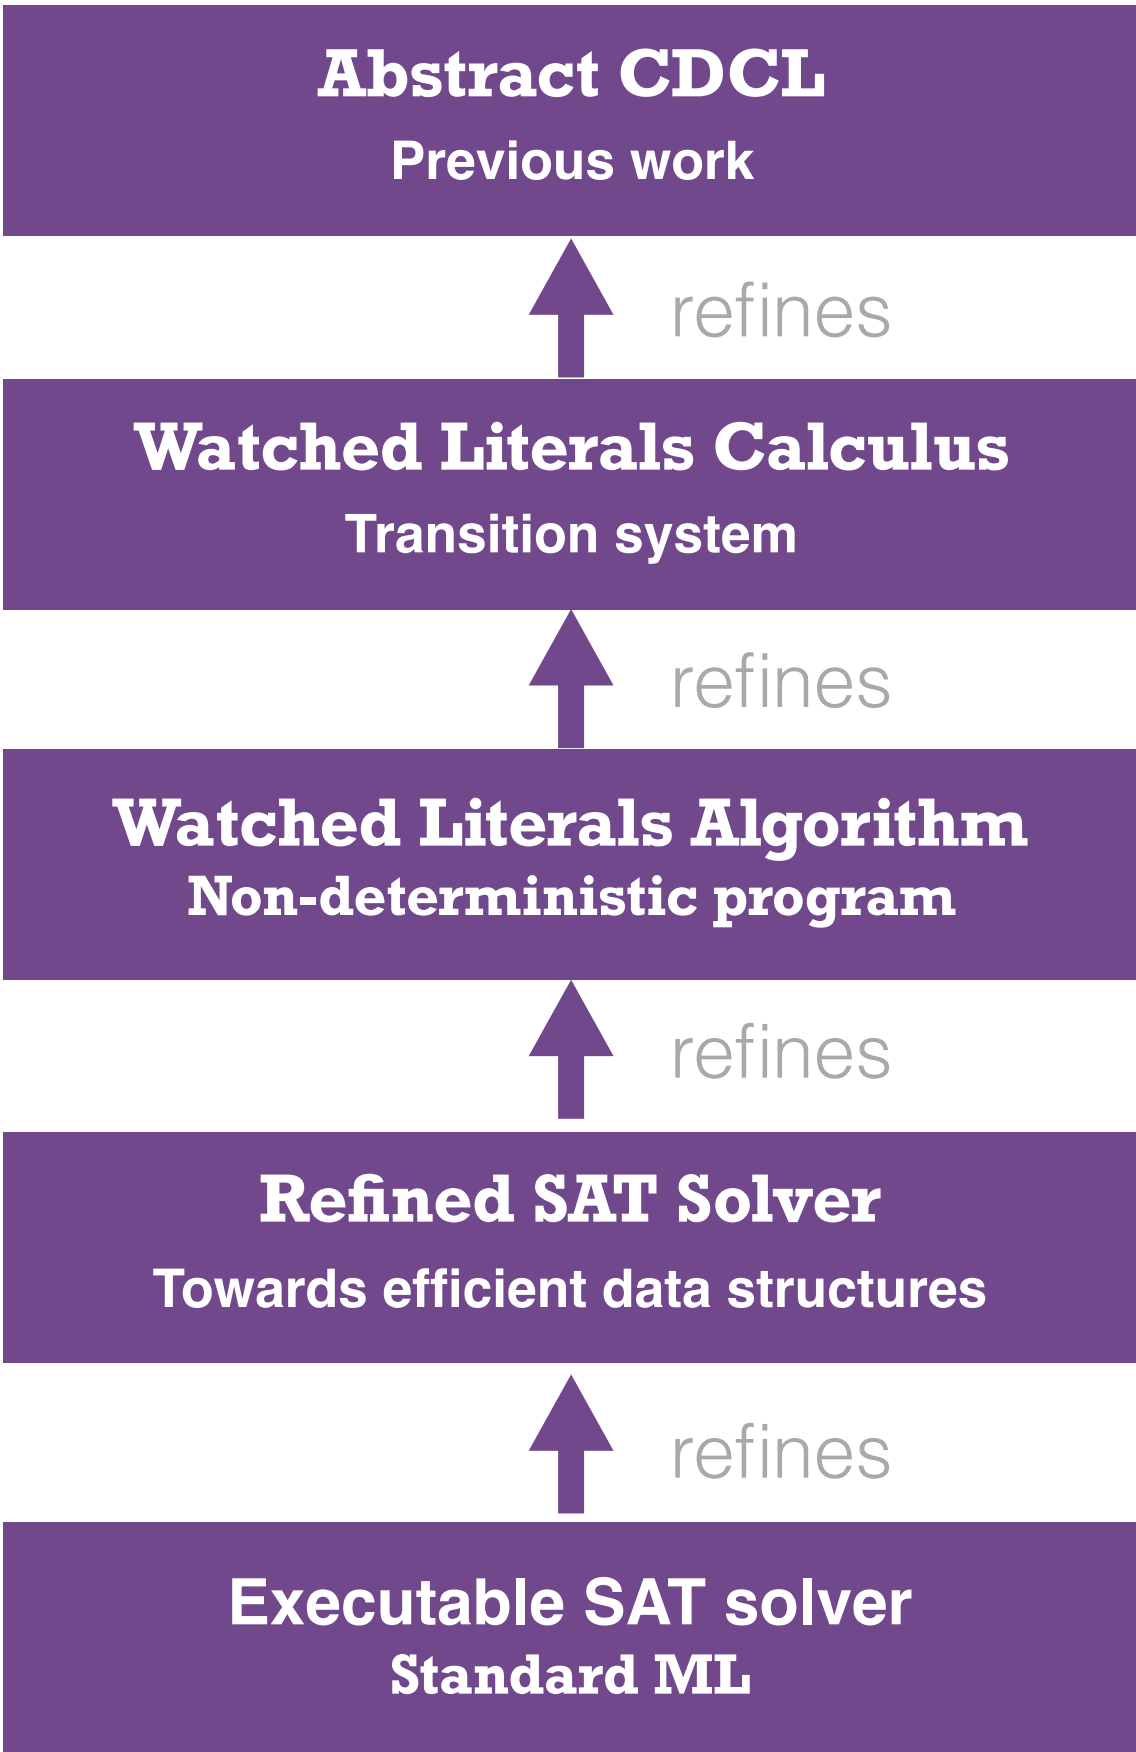 Abstract CDCL
Previous work
refines
Watched Literals Calculus
Transition system
refines
Watched Literals Algorithm
Non-deterministic program
refines
Refined SAT Solver
Towards efficient data structures
refines
Executable SAT solver
Standard ML